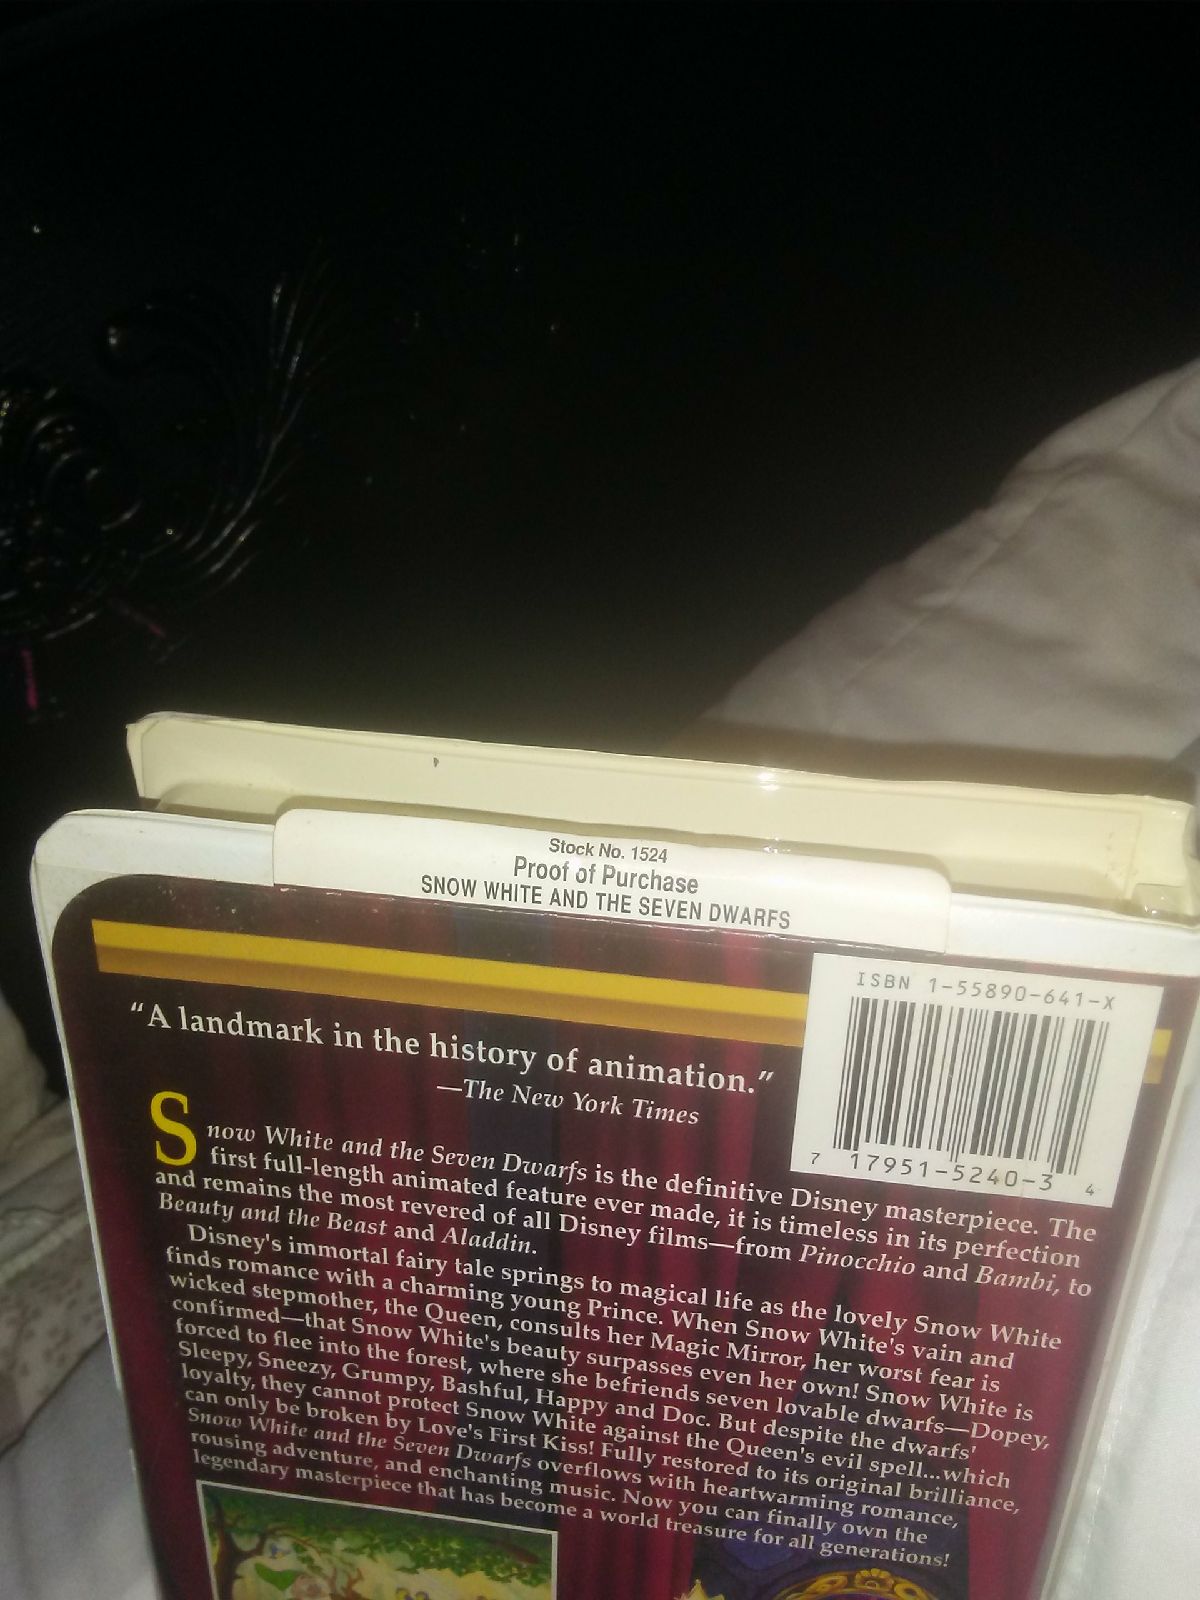 Stock No. 1524
Proof of Purchase
SNOW WHITE AND THE SEVEN DWARFS
ISBN 1-55890-641-X
7 17951-5240-3 4
“A landmark in the history of animation.”
—The New York Times
Snow White and the Seven Dwarfs is the definitive Disney masterpiece. The
first full-length animated feature ever made, it is timeless in its perfection
and remains the most revered of all Disney films—from Pinocchio and Bambi, to
Beauty and the Beast and Aladdin.
Disney's immortal fairy tale springs to magical life as the lovely Snow White
finds romance with a charming young Prince. When Snow White's vain and
wicked stepmother, the Queen, consults her Magic Mirror, her worst fear is
confirmed—that Snow White's beauty surpasses even her own! Snow White is
forced to flee into the forest, where she befriends seven lovable dwarfs—Dopey,
Sleepy, Sneezy, Grumpy, Bashful, Happy and Doc. But despite the dwarfs'
loyalty, they cannot protect Snow White against the Queen's evil spell...which
can only be broken by Love's First Kiss! Fully restored to its original brilliance,
Snow White and the Seven Dwarfs overflows with heartwarming romance,
rousing adventure, and enchanting music. Now you can finally own the
legendary masterpiece that has become a world treasure for all generations!